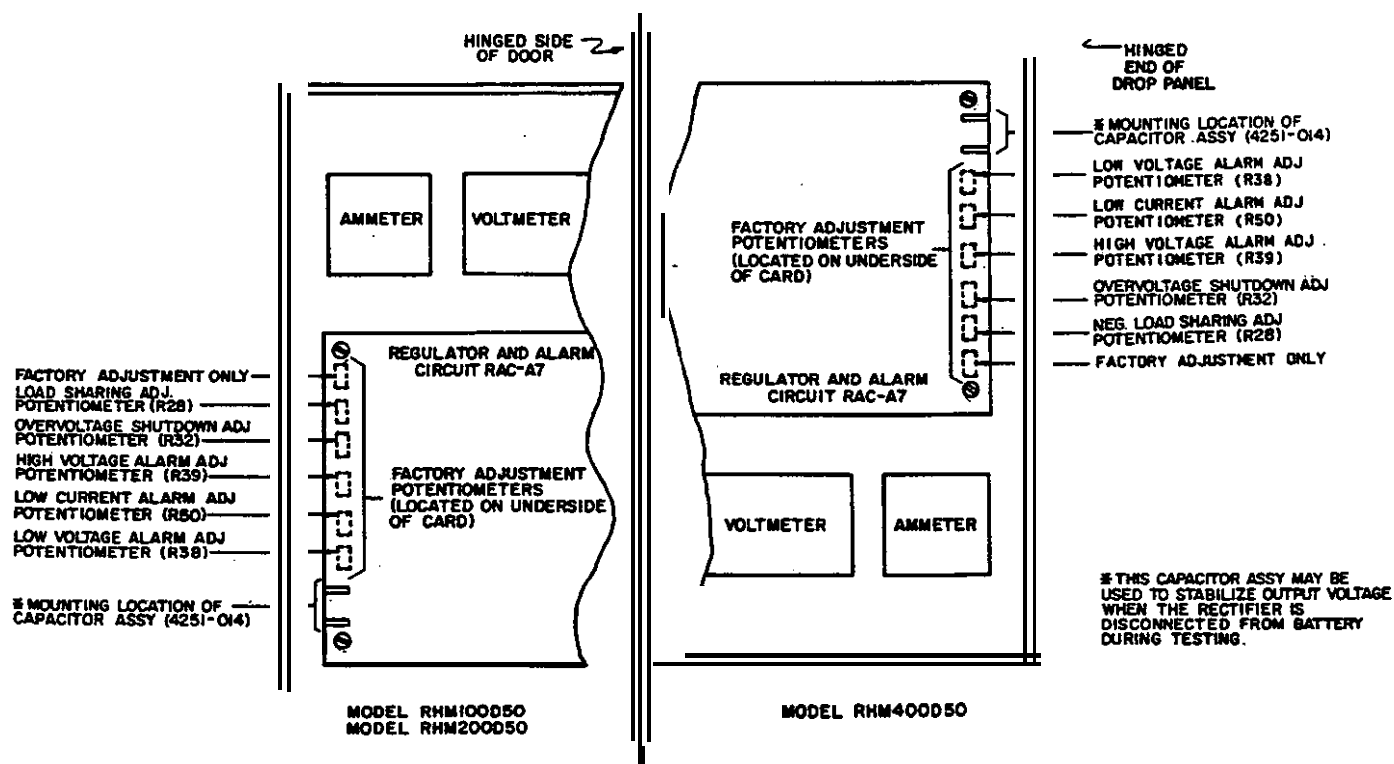 HINGED SIDE
OF DOOR
AMMETER
VOLTMETER
REGULATOR AND ALARM
CIRCUIT RAC-A7
FACTORY ADJUSTMENT ONLY
LOAD SHARING ADJ.
POTENTIOMETER (R28)
OVERVOLTAGE SHUTDOWN ADJ
POTENTIOMETER (R32)
HIGH VOLTAGE ALARM ADJ
POTENTIOMETER (R39)
LOW CURRENT ALARM ADJ
POTENTIOMETER (R50)
LOW VOLTAGE ALARM ADJ
POTENTIOMETER (R38)
* MOUNTING LOCATION OF
CAPACITOR ASSY (4251-014)
FACTORY ADJUSTMENT
POTENTIOMETERS
(LOCATED ON UNDERSIDE
OF CARD)
MODEL RHM100D50
MODEL RHM200D50
HINGED
END OF
DROP PANEL
* MOUNTING LOCATION OF
CAPACITOR ASSY (4251-014)
LOW VOLTAGE ALARM ADJ
POTENTIOMETER (R38)
LOW CURRENT ALARM ADJ
POTENTIOMETER (R50)
HIGH VOLTAGE ALARM ADJ.
POTENTIOMETER (R39)
OVERVOLTAGE SHUTDOWN ADJ
POTENTIOMETER (R32)
NEG. LOAD SHARING ADJ
POTENTIOMETER (R28)
FACTORY ADJUSTMENT ONLY
FACTORY ADJUSTMENT
POTENTIOMETERS
(LOCATED ON UNDERSIDE
OF CARD)
REGULATOR AND ALARM
CIRCUIT RAC-A7
VOLTMETER
AMMETER
* THIS CAPACITOR ASSY MAY BE
USED TO STABILIZE OUTPUT VOLTAGE
WHEN THE RECTIFIER IS
DISCONNECTED FROM BATTERY
DURING TESTING.
MODEL RHM400D50